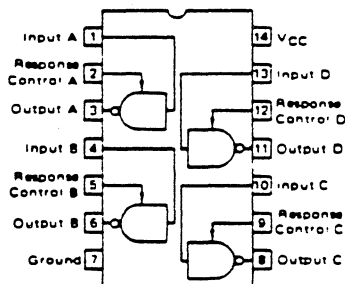 Input A 1
Response
Control A 2
Output A 3
Input B 4
Response
Control B 5
Output B 6
Ground 7
14 VCC
13 Input D
12 Response
Control D
11 Output D
10 Input C
9 Response
Control C
8 Output C